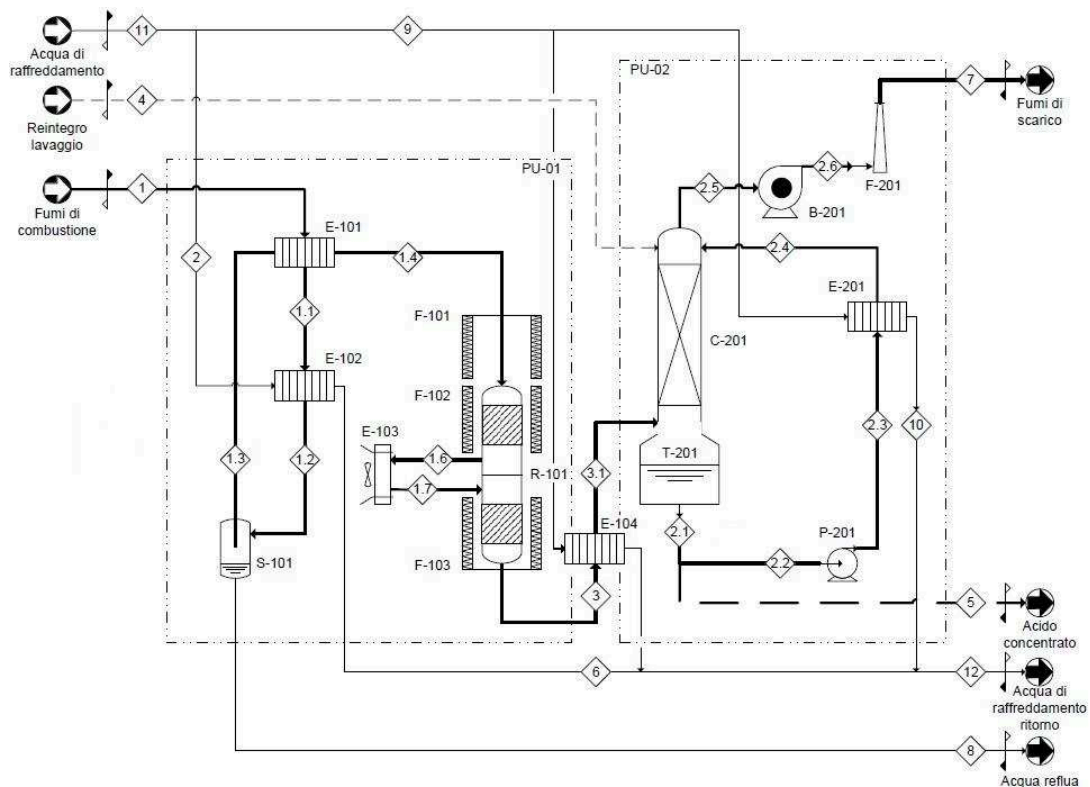 11
9
Acqua di
raffreddamento
PU-02
7
Fumi di
scarico
4
Reintegro
lavaggio
2.5
2.6
F-201
B-201
PU-01
1
Fumi di
combustione
E-101
2
1.4
2.4
E-201
1.1
F-101
C-201
E-102
F-102
E-103
1.6
10
2.3
1.3
1.2
R-101
3.1
T-201
1.7
E-104
2.1
P-201
S-101
F-103
2.2
3
5
Acido
concentrato
6
12
Acqua di
raffreddamento
ritorno
8
Acqua reflua